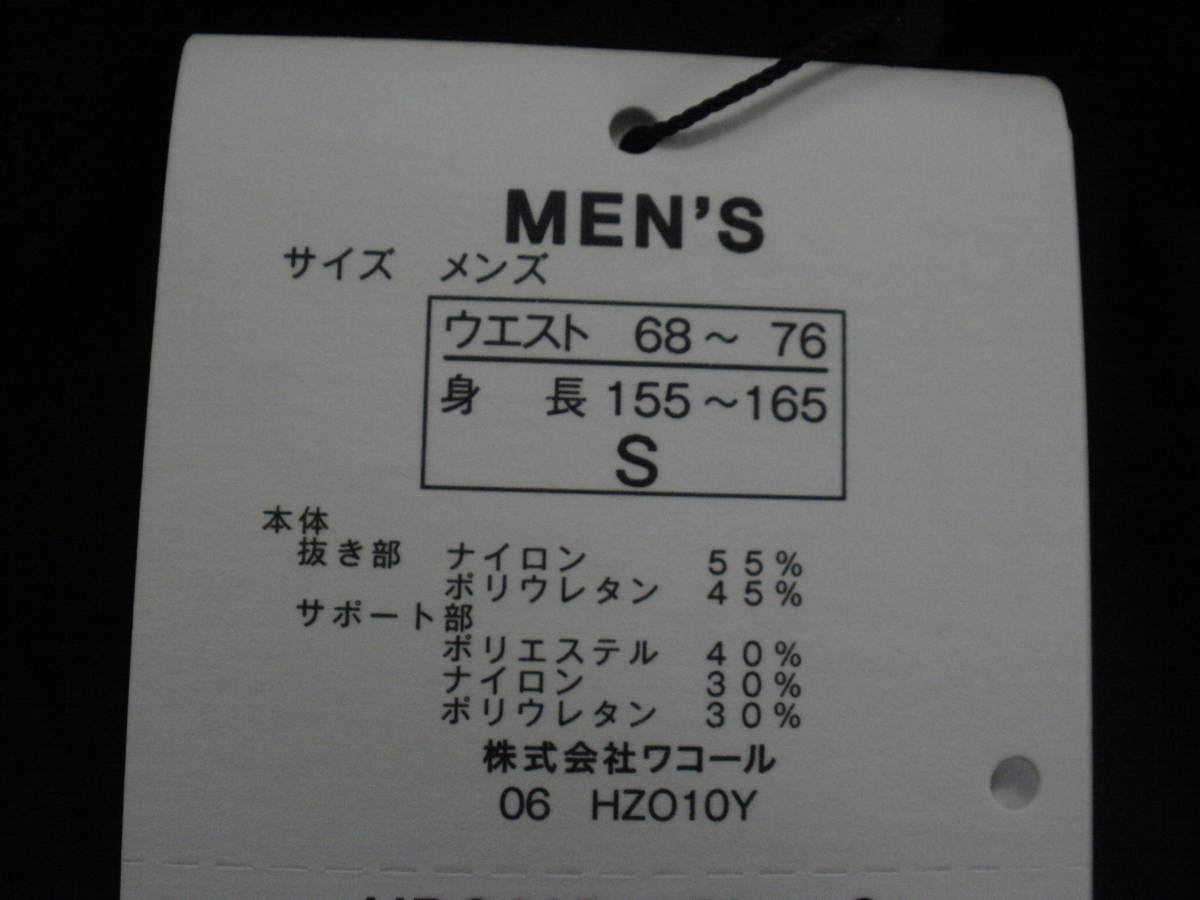 MEN'S
サイズ メンズ
ウエスト 68～76
身長 155～165
S
本体
抜き部 ナイロン 55%
ポリウレタン 45%
サポート部
ポリエステル 40%
ナイロン 30%
ポリウレタン 30%
株式会社ワコール
06 HZO10Y